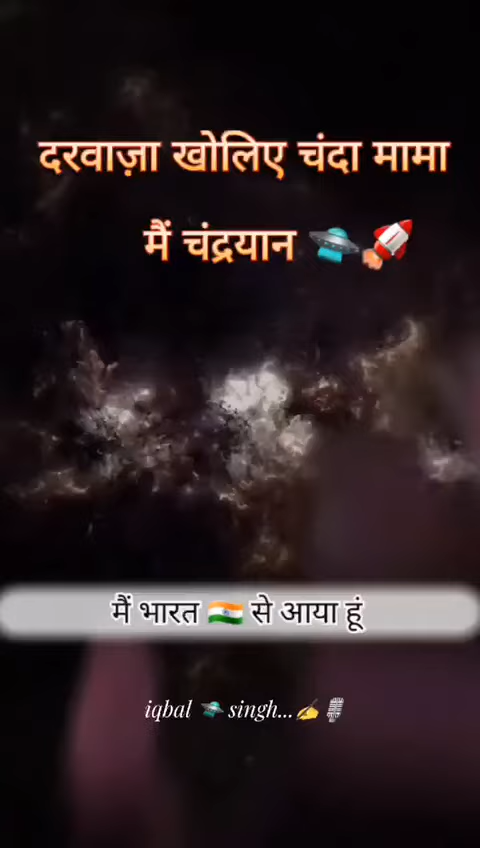 दरवाज़ा खोलिए चंदा मामा
मैं चंद्रयान 🛸🚀
मैं भारत 🇮🇳 से आया हूं
iqbal 🛸 singh...✍️🎙️